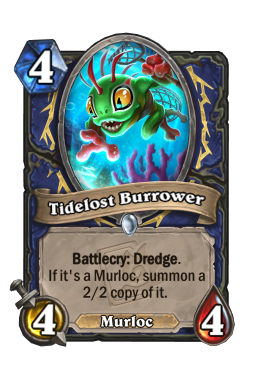 4
Tidelost Burrower
Battlecry: Dredge.
If it's a Murloc, summon a
2/2 copy of it.
4
Murloc
4